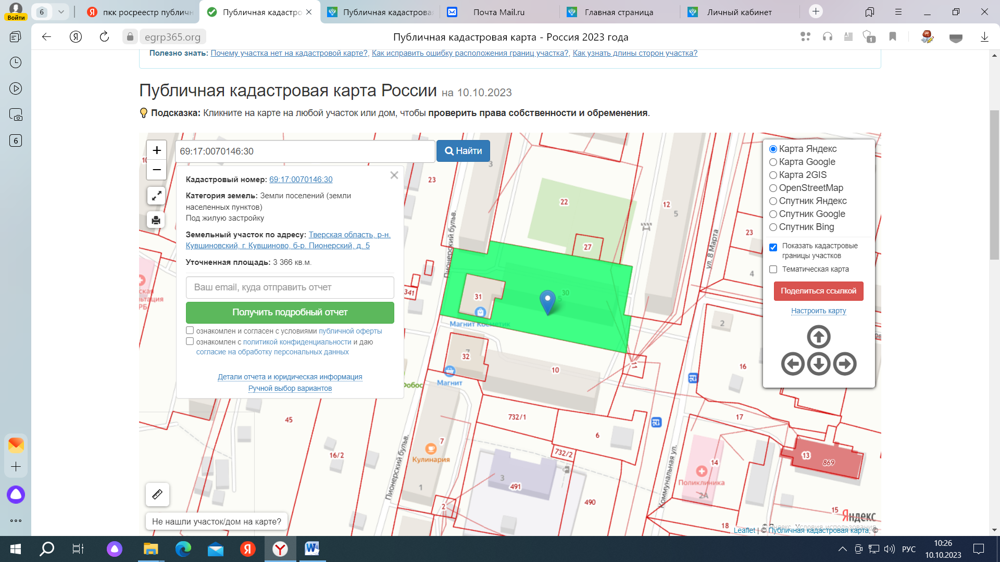 6
пкк росреестр публичн
Публичная кадастро
Публичная кадастрова
Почта Mail.ru
Главная страница
Личный кабинет
Войти
egrp365.org
Публичная кадастровая карта - Россия 2023 года
1
6
Полезно знать: Почему участка нет на кадастровой карте?, Как исправить ошибку расположения границ участка?, Как узнать длины сторон участка?
Публичная кадастровая карта России на 10.10.2023
Подсказка: Кликните на карте на любой участок или дом, чтобы проверить права собственности и обременения.
+
−
69:17:0070146:30
Найти
Кадастровый номер: 69:17:0070146:30
Категория земель: Земли поселений (земли
населенных пунктов)
Под жилую застройку
Земельный участок по адресу: Тверская область, р-н.
Кувшиновский, г. Кувшиново, б-р. Пионерский, д. 5
Уточненная площадь: 3 366 кв.м.
Ваш email, куда отправить отчет
Получить подробный отчет
ознакомлен и согласен с условиями публичной оферты
ознакомлен с политикой конфиденциальности и даю
согласие на обработку персональных данных
Детали отчета и юридическая информация
Ручной выбор вариантов
Карта Яндекс
Карта Google
Карта 2GIS
OpenStreetMap
Спутник Яндекс
Спутник Google
Спутник Bing
Показать кадастровые
границы участков
Тематическая карта
Поделиться ссылкой
Настроить карту
3
23
22
12
5
27
23
4
Пионерский бульв.
ул. 8 Марта
341
31
30
5
Магнит Косметик
2
7
32
10
11
16
Магнит
Фобос
45
732/1
6
17
16/2
7
Кулинария
732/2
13
869
14
Поликлиника
2А
3
491
490
1
2
15
18
Пионерский бульв.
Коммунальная ул.
Яндекс
Не нашли участок/дом на карте?
© Яндекс Условия использования
Leaflet | © Публичная кадастровая карта, ©
РУС
10:26
10.10.2023